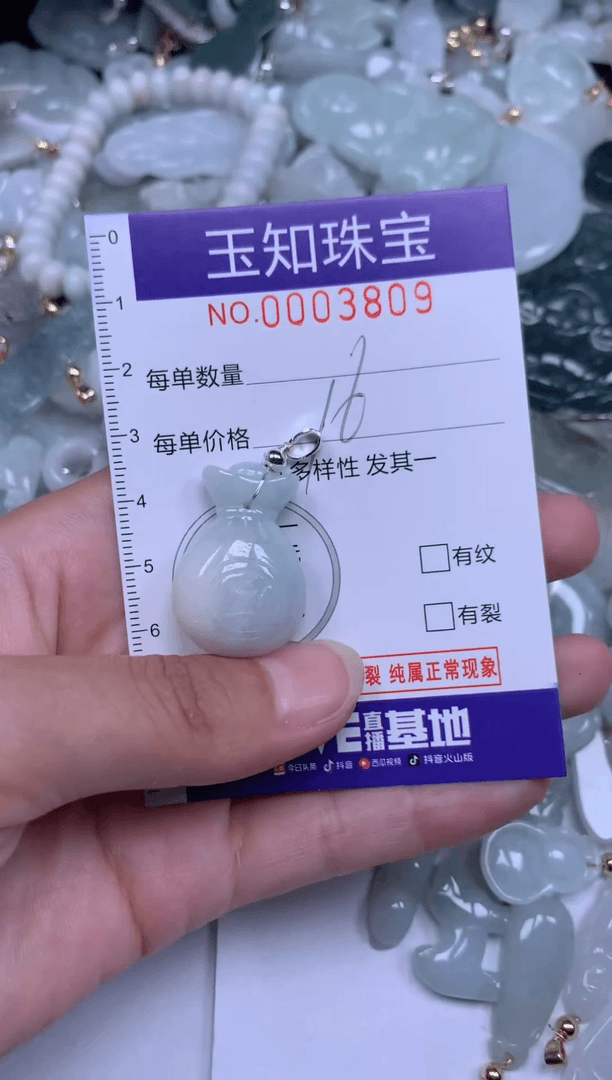 0
玉知珠宝
NO.0003809
1
2
每单数量
3
每单价格 16
多样性 发其一
4
5
有纹
有裂
6
裂 纯属正常现象
VE直播基地
今日头条 抖音 西瓜视频 抖音火山版